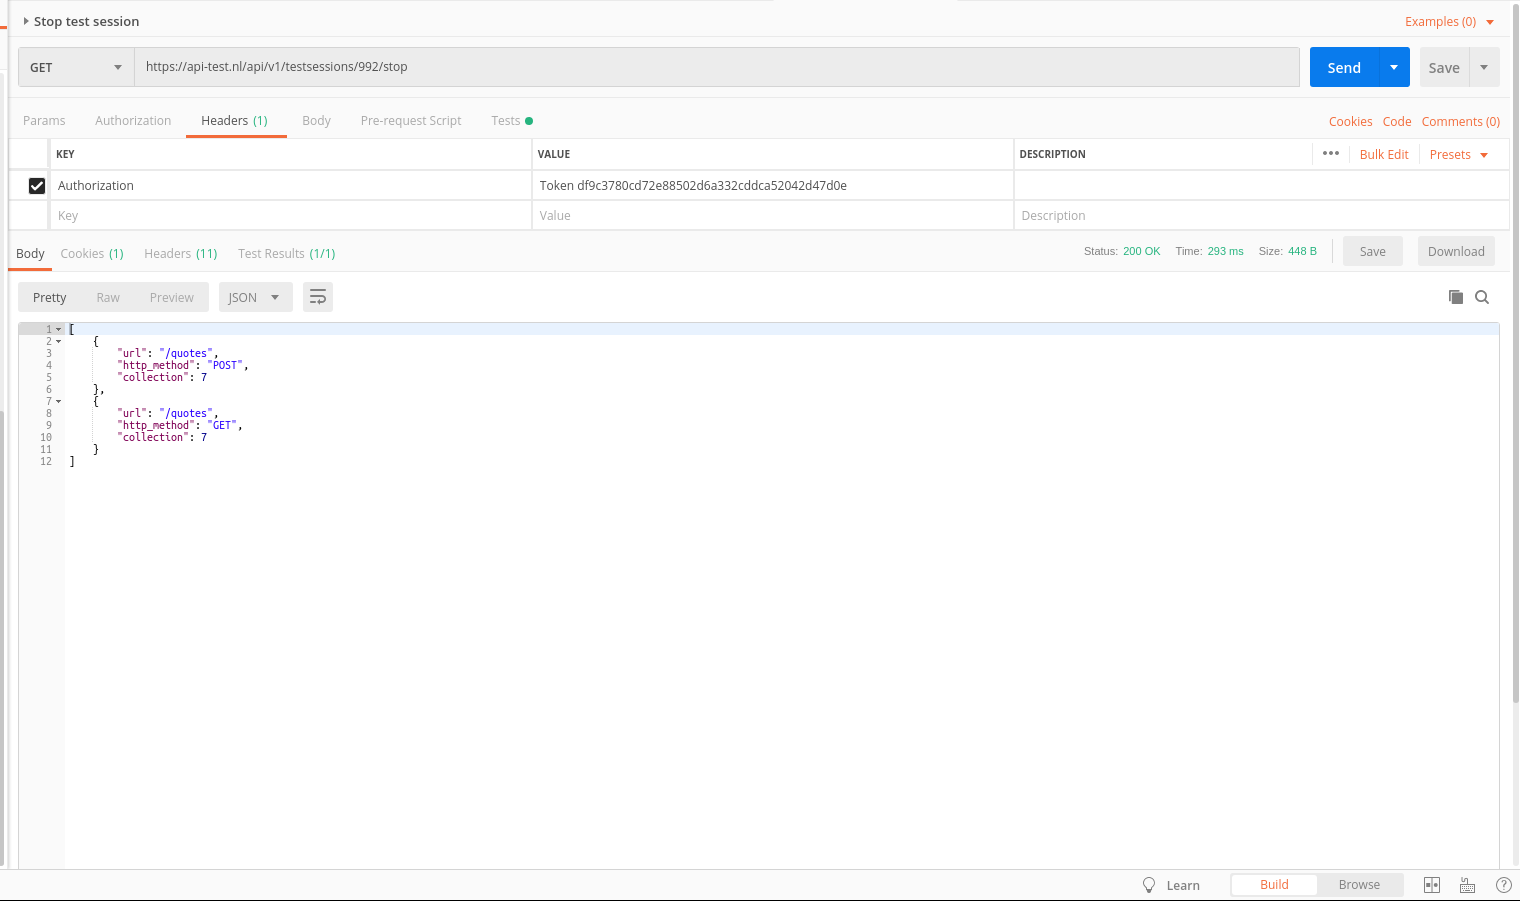 Stop test session
Examples (0)
GET
https://api-test.nl/api/v1/testsessions/992/stop
Send
Save
Params
Authorization
Headers (1)
Body
Pre-request Script
Tests
Cookies
Code
Comments (0)
KEY
VALUE
DESCRIPTION
Bulk Edit
Presets
Authorization
Token df9c3780cd72e88502d6a332cddca52042d47d0e
Key
Value
Description
Body
Cookies (1)
Headers (11)
Test Results (1/1)
Status: 200 OK
Time: 293 ms
Size: 448 B
Save
Download
Pretty
Raw
Preview
JSON
1 [
2 {
3 "url": "/quotes",
4 "http_method": "POST",
5 "collection": 7
6 },
7 {
8 "url": "/quotes",
9 "http_method": "GET",
10 "collection": 7
11 }
12 ]
Learn
Build
Browse